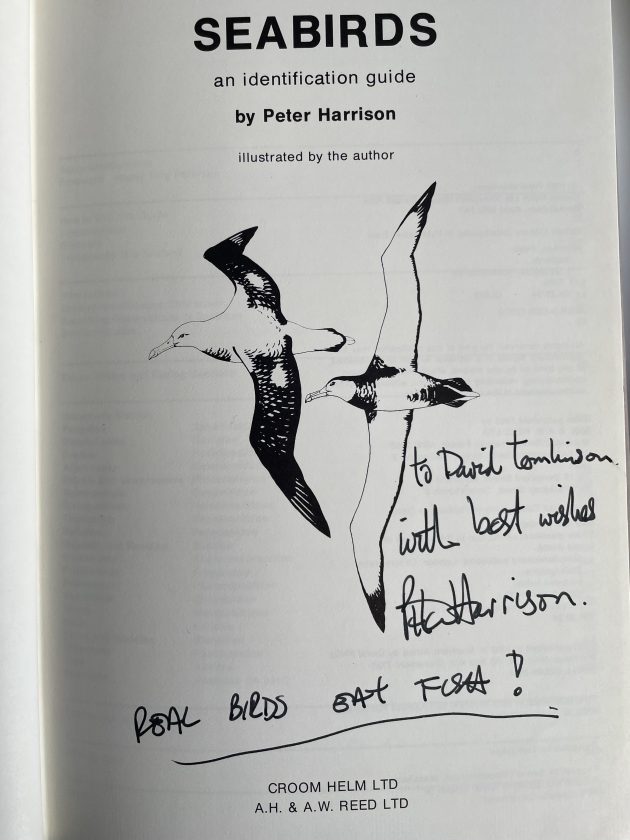 SEABIRDS
an identification guide
by Peter Harrison
illustrated by the author
to David Tomlinson
with best wishes
Peter Harrison.
REAL BIRDS EAT FISH!
CROOM HELM LTD
A.H. & A.W. REED LTD